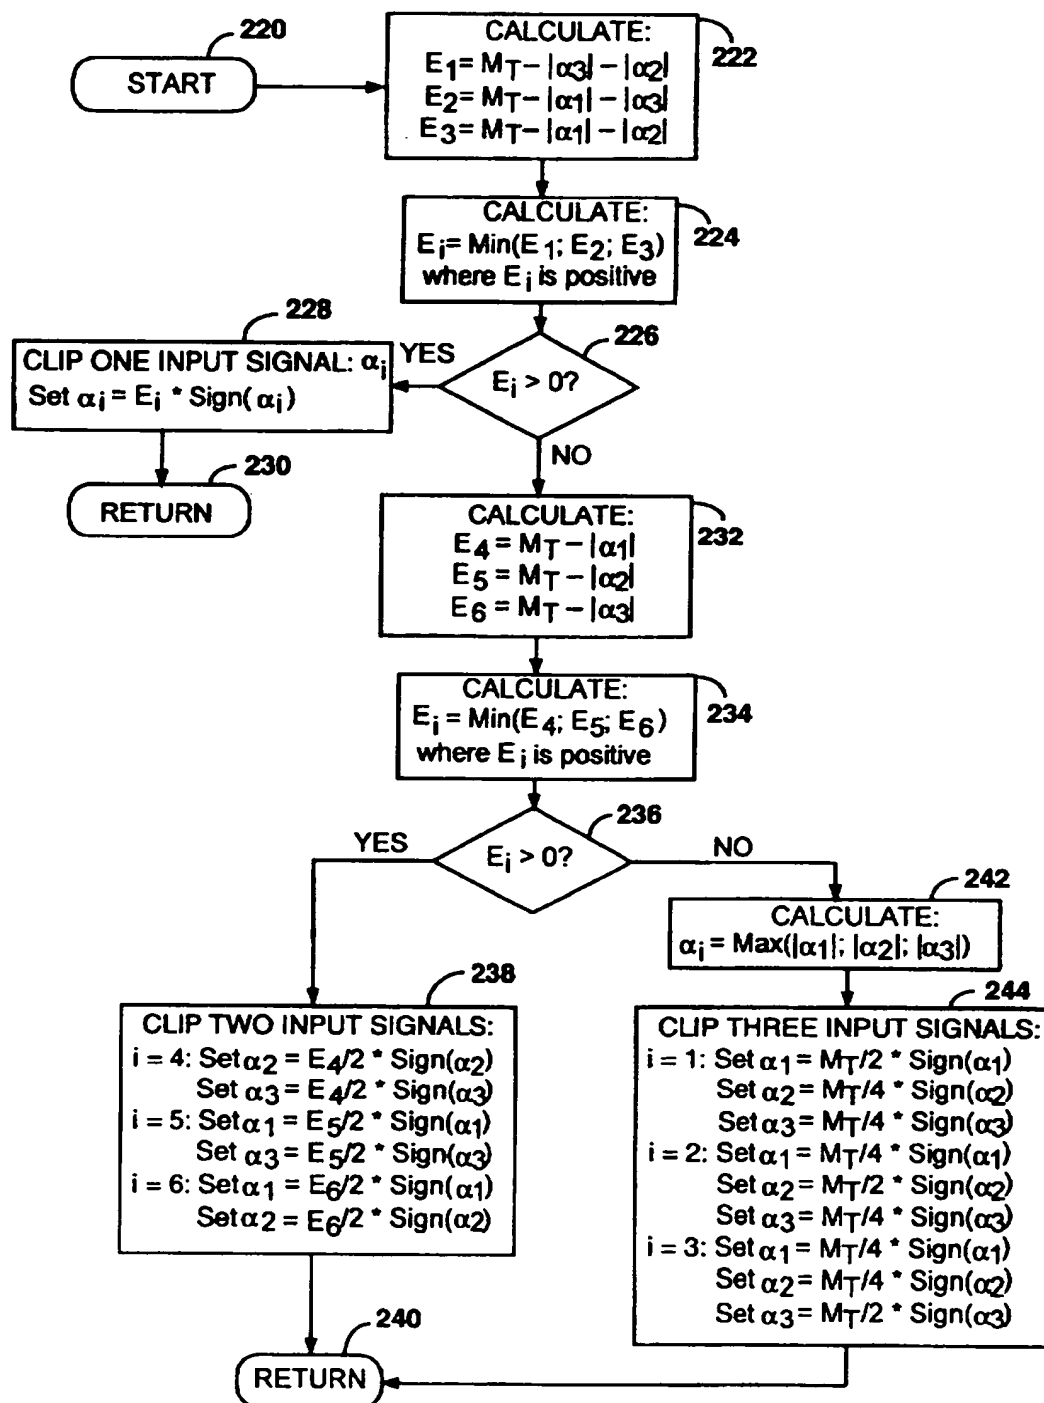 220
START
CALCULATE:
E1 = MT – |α3| – |α2|
E2 = MT – |α1| – |α3|
E3 = MT – |α1| – |α2|
222
CALCULATE:
Ei = Min(E1; E2; E3)
where Ei is positive
224
228
CLIP ONE INPUT SIGNAL: αi
Set αi = Ei * Sign(αi)
YES
226
Ei > 0?
NO
230
RETURN
CALCULATE:
E4 = MT – |α1|
E5 = MT – |α2|
E6 = MT – |α3|
232
CALCULATE:
Ei = Min(E4; E5; E6)
where Ei is positive
234
236
YES
Ei > 0?
NO
242
CALCULATE:
αi = Max(|α1|; |α2|; |α3|)
238
CLIP TWO INPUT SIGNALS:
i = 4: Set α2 = E4/2 * Sign(α2)
Set α3 = E4/2 * Sign(α3)
i = 5: Set α1 = E5/2 * Sign(α1)
Set α3 = E5/2 * Sign(α3)
i = 6: Set α1 = E6/2 * Sign(α1)
Set α2 = E6/2 * Sign(α2)
244
CLIP THREE INPUT SIGNALS:
i = 1: Set α1 = MT/2 * Sign(α1)
Set α2 = MT/4 * Sign(α2)
Set α3 = MT/4 * Sign(α3)
i = 2: Set α1 = MT/4 * Sign(α1)
Set α2 = MT/2 * Sign(α2)
Set α3 = MT/4 * Sign(α3)
i = 3: Set α1 = MT/4 * Sign(α1)
Set α2 = MT/4 * Sign(α2)
Set α3 = MT/2 * Sign(α3)
240
RETURN